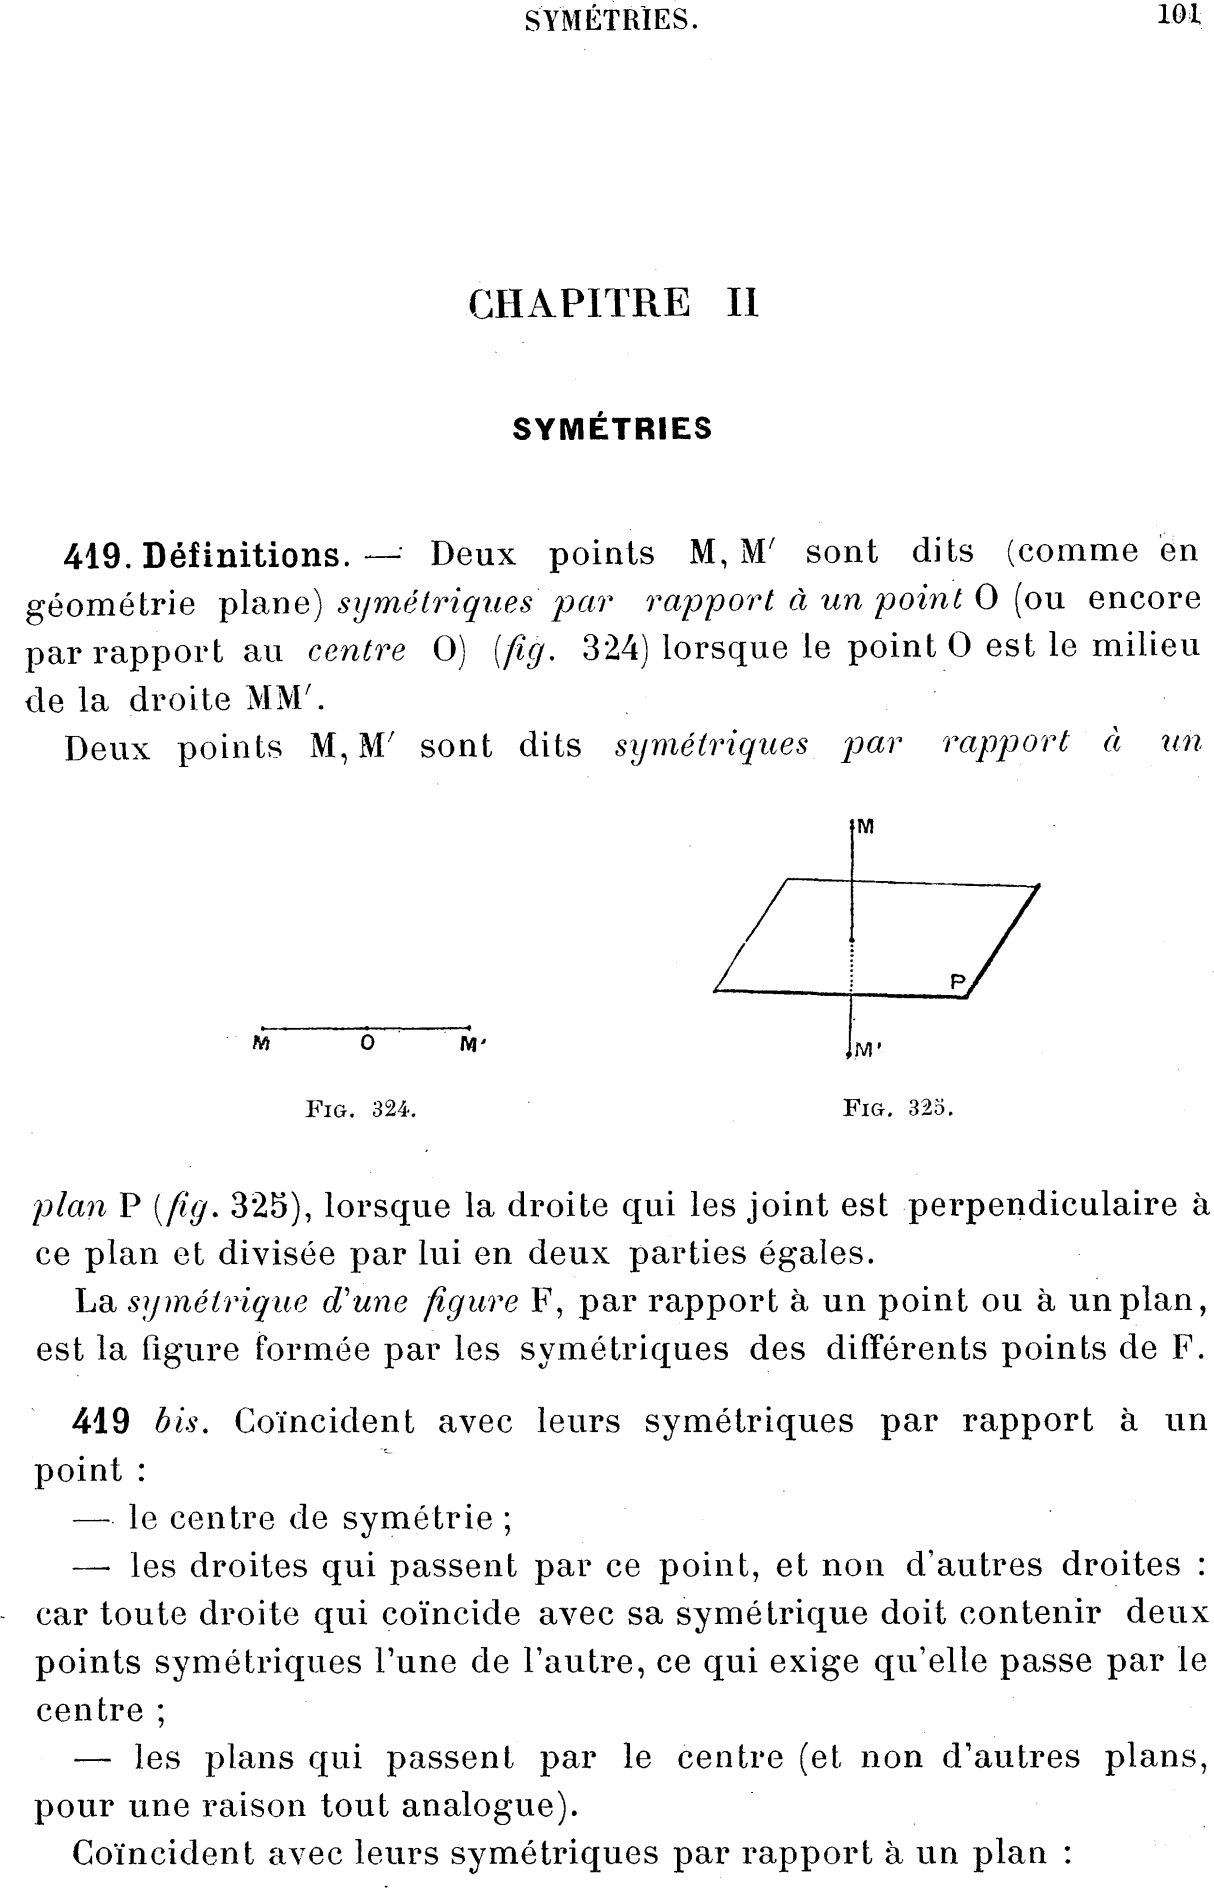 SYMÉTRIES. 101
CHAPITRE II
SYMÉTRIES
419. Définitions. — Deux points M, M′ sont dits (comme en
géométrie plane) symétriques par rapport à un point O (ou encore
par rapport au centre O) (fig. 324) lorsque le point O est le milieu
de la droite MM′.
Deux points M, M′ sont dits symétriques par rapport à un
M
P
M'
M O M'
FIG. 324. FIG. 325.
plan P (fig. 325), lorsque la droite qui les joint est perpendiculaire à
ce plan et divisée par lui en deux parties égales.
La symétrique d'une figure F, par rapport à un point ou à un plan,
est la figure formée par les symétriques des différents points de F.
419 bis. Coïncident avec leurs symétriques par rapport à un
point :
— le centre de symétrie ;
— les droites qui passent par ce point, et non d'autres droites :
car toute droite qui coïncide avec sa symétrique doit contenir deux
points symétriques l'une de l'autre, ce qui exige qu'elle passe par le
centre ;
— les plans qui passent par le centre (et non d'autres plans,
pour une raison tout analogue).
Coïncident avec leurs symétriques par rapport à un plan :